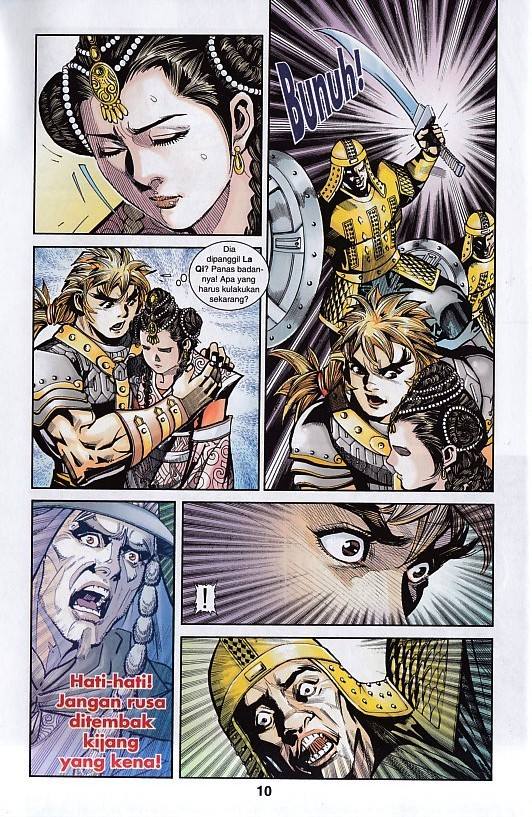 Bunuh!
Dia
dipanggil La
Qi? Panas badan-
nya! Apa yang
harus kulakukan
sekarang?
!
Hati-hati!
Jangan rusa
ditembak
kijang
yang kena!
10